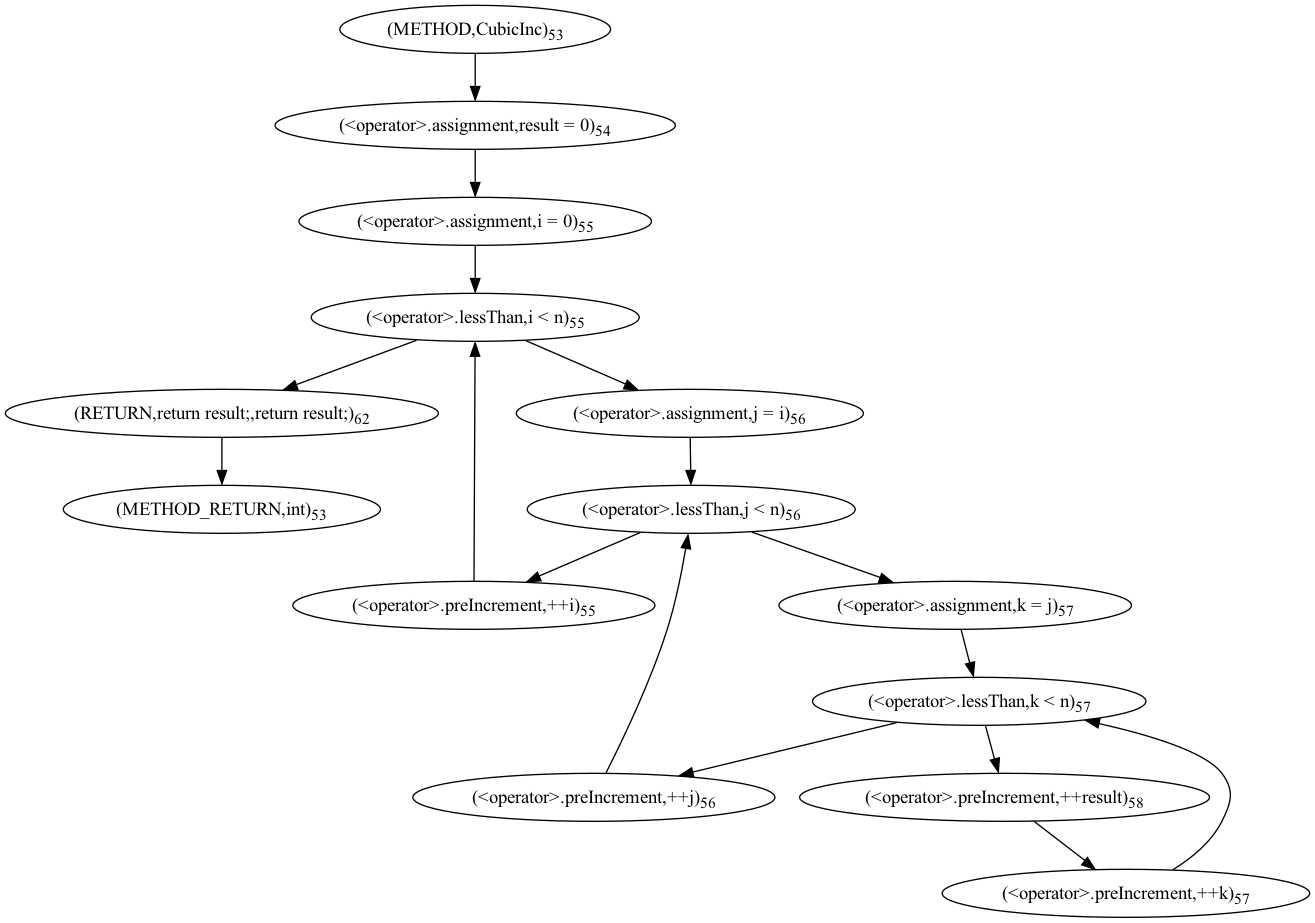 (METHOD,CubicInc)53
(<operator>.assignment,result = 0)54
(<operator>.assignment,i = 0)55
(<operator>.lessThan,i < n)55
(RETURN,return result;,return result;)62
(<operator>.assignment,j = i)56
(METHOD_RETURN,int)53
(<operator>.lessThan,j < n)56
(<operator>.preIncrement,++i)55
(<operator>.assignment,k = j)57
(<operator>.lessThan,k < n)57
(<operator>.preIncrement,++j)56
(<operator>.preIncrement,++result)58
(<operator>.preIncrement,++k)57